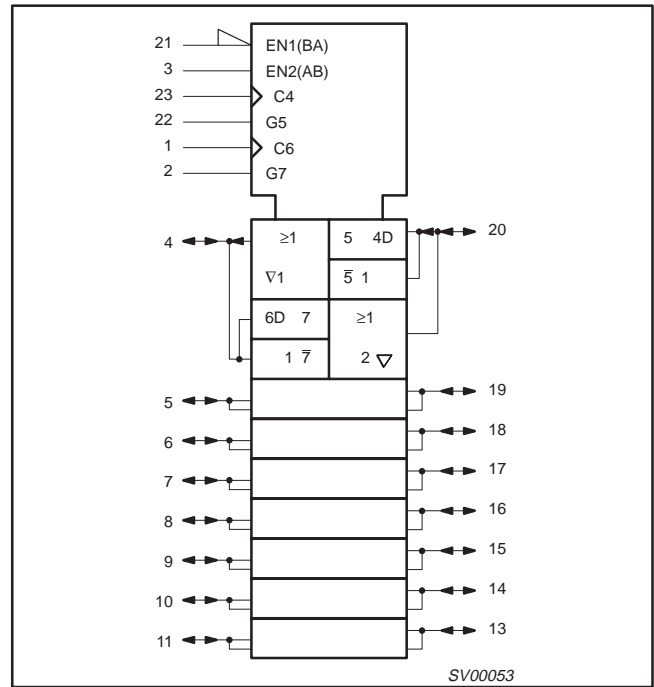 21 EN1(BA)
3 EN2(AB)
23 C4
22 G5
1 C6
2 G7
4 ≥1 5 4D 20
∇1 5̅ 1
6D 7 ≥1
1 7̅ 2 ▽
5 19
6 18
7 17
8 16
9 15
10 14
11 13
SV00053